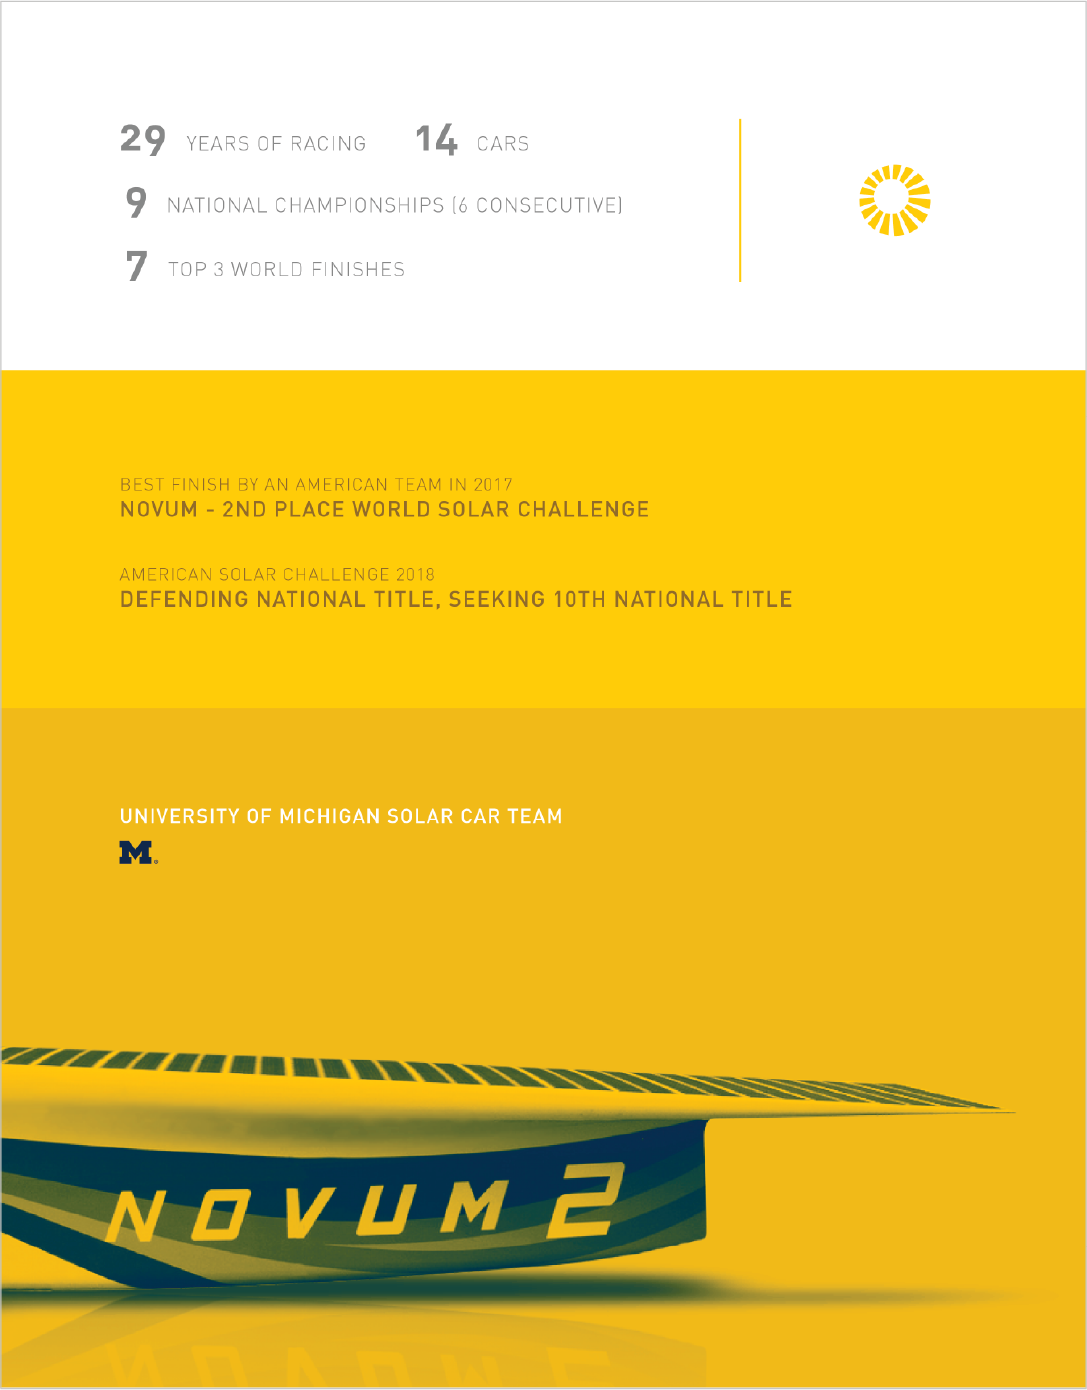 29 YEARS OF RACING 14 CARS
9 NATIONAL CHAMPIONSHIPS (6 CONSECUTIVE)
7 TOP 3 WORLD FINISHES
BEST FINISH BY AN AMERICAN TEAM IN 2017
NOVUM - 2ND PLACE WORLD SOLAR CHALLENGE
AMERICAN SOLAR CHALLENGE 2018
DEFENDING NATIONAL TITLE, SEEKING 10TH NATIONAL TITLE
UNIVERSITY OF MICHIGAN SOLAR CAR TEAM
M®
NOVUM 2